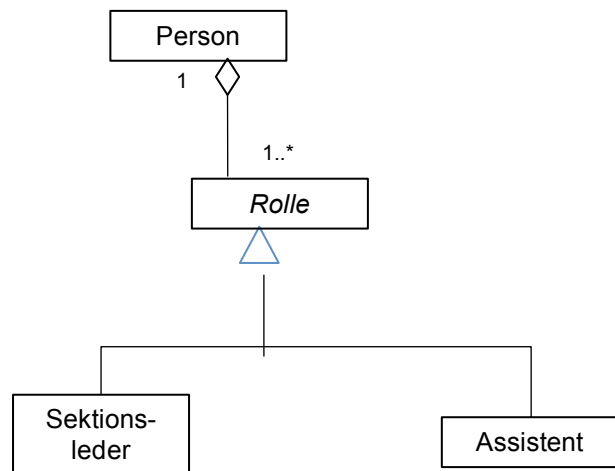 Person
1
1..*
Rolle
Sektions-
leder
Assistent